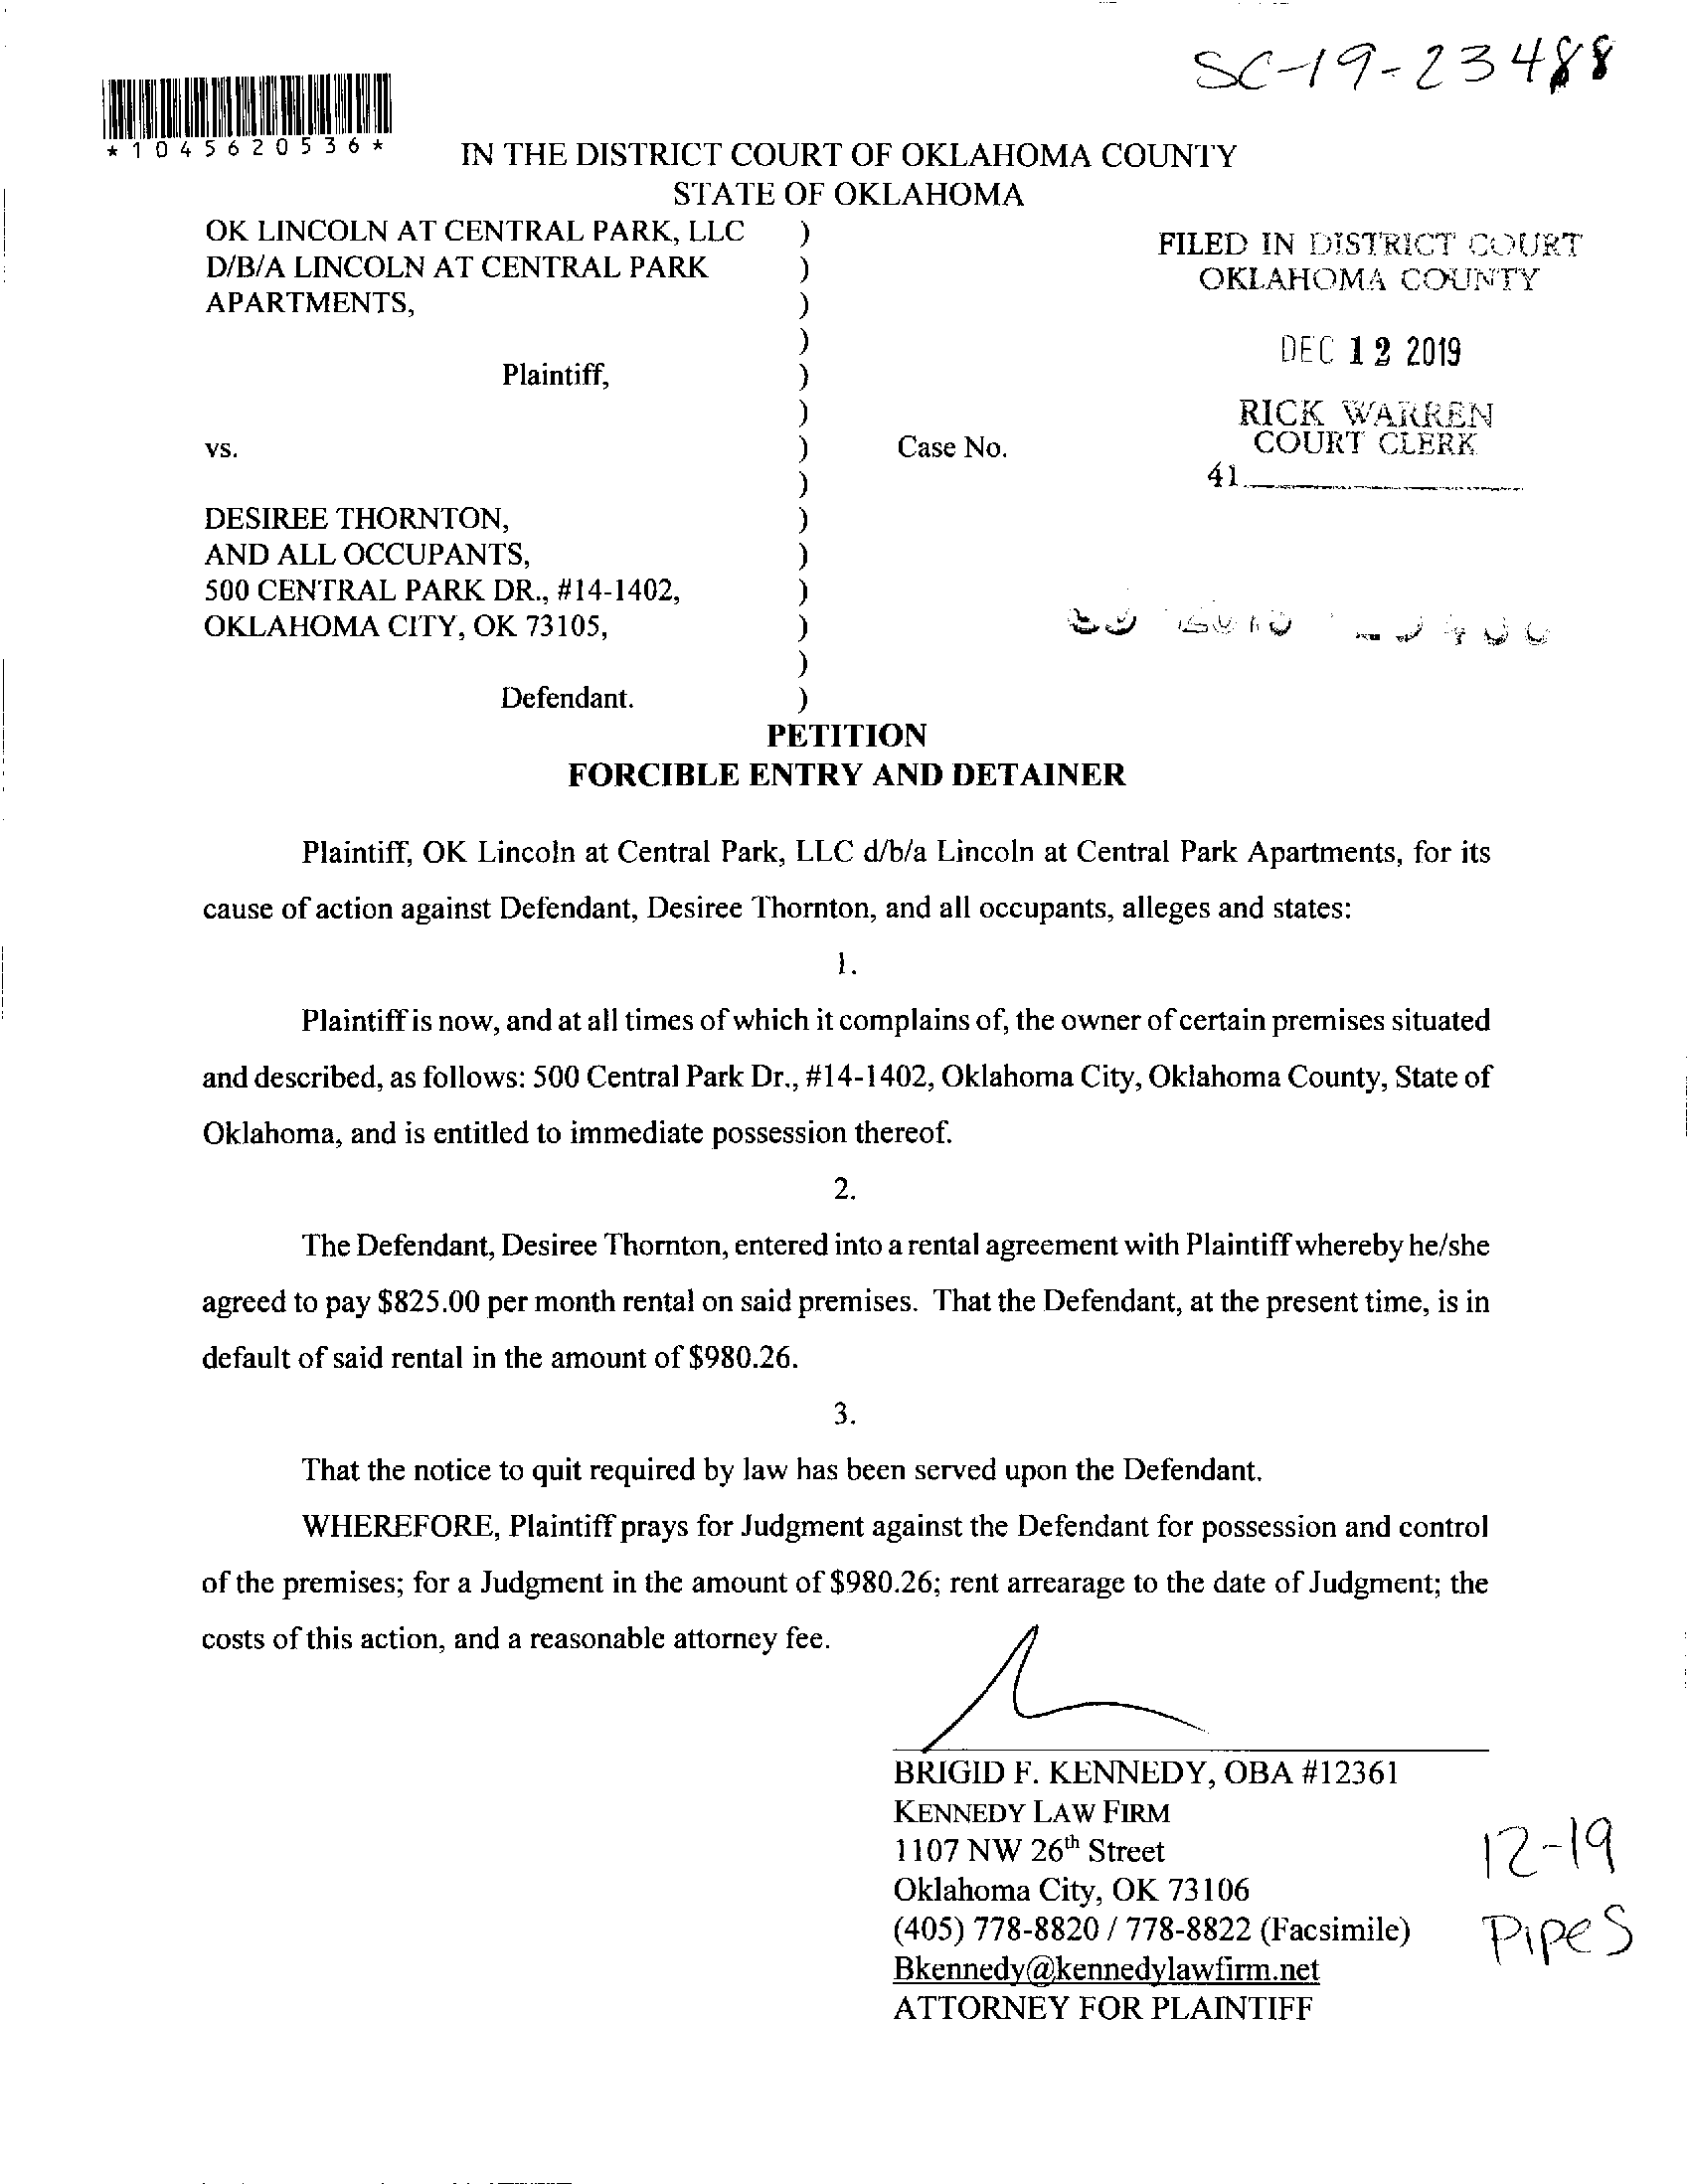 SC-19-23488
*1045620536*
IN THE DISTRICT COURT OF OKLAHOMA COUNTY
STATE OF OKLAHOMA
OK LINCOLN AT CENTRAL PARK, LLC )
D/B/A LINCOLN AT CENTRAL PARK )
APARTMENTS, )
)
Plaintiff, )
)
vs. ) Case No.
)
DESIREE THORNTON, )
AND ALL OCCUPANTS, )
500 CENTRAL PARK DR., #14-1402, )
OKLAHOMA CITY, OK 73105, )
)
Defendant. )
FILED IN DISTRICT COURT
OKLAHOMA COUNTY
DEC 12 2019
RICK WARREN
COURT CLERK
41
PETITION
FORCIBLE ENTRY AND DETAINER
Plaintiff, OK Lincoln at Central Park, LLC d/b/a Lincoln at Central Park Apartments, for its
cause of action against Defendant, Desiree Thornton, and all occupants, alleges and states:
1.
Plaintiff is now, and at all times of which it complains of, the owner of certain premises situated
and described, as follows: 500 Central Park Dr., #14-1402, Oklahoma City, Oklahoma County, State of
Oklahoma, and is entitled to immediate possession thereof.
2.
The Defendant, Desiree Thornton, entered into a rental agreement with Plaintiff whereby he/she
agreed to pay $825.00 per month rental on said premises. That the Defendant, at the present time, is in
default of said rental in the amount of $980.26.
3.
That the notice to quit required by law has been served upon the Defendant.
WHEREFORE, Plaintiff prays for Judgment against the Defendant for possession and control
of the premises; for a Judgment in the amount of $980.26; rent arrearage to the date of Judgment; the
costs of this action, and a reasonable attorney fee.
BRIGID F. KENNEDY, OBA #12361
KENNEDY LAW FIRM
1107 NW 26th Street
Oklahoma City, OK 73106
(405) 778-8820 / 778-8822 (Facsimile)
Bkennedy@kennedylawfirm.net
ATTORNEY FOR PLAINTIFF
12-19
Pipes